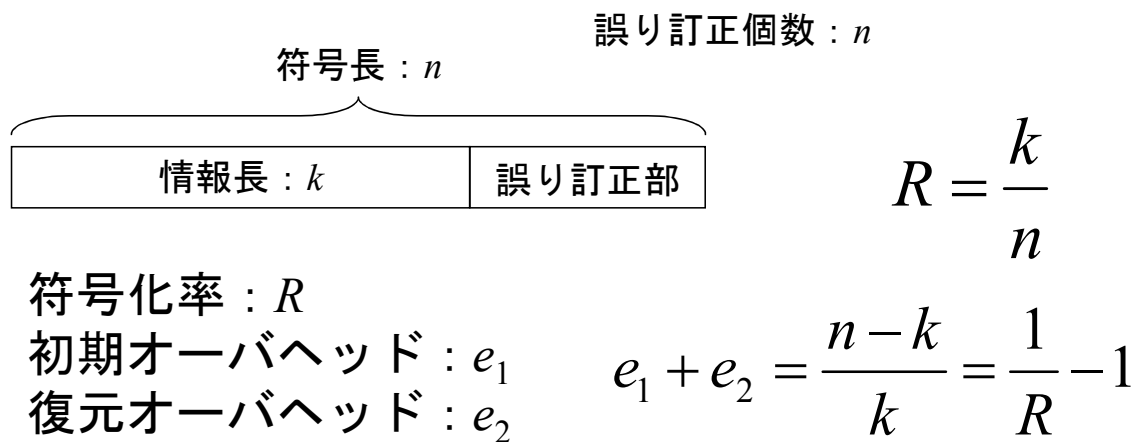 誤り訂正個数：n
符号長：n
情報長：k
誤り訂正部
R = k/n
符号化率：R
初期オーバヘッド：e₁
復元オーバヘッド：e₂
e₁ + e₂ = (n − k)/k = 1/R − 1